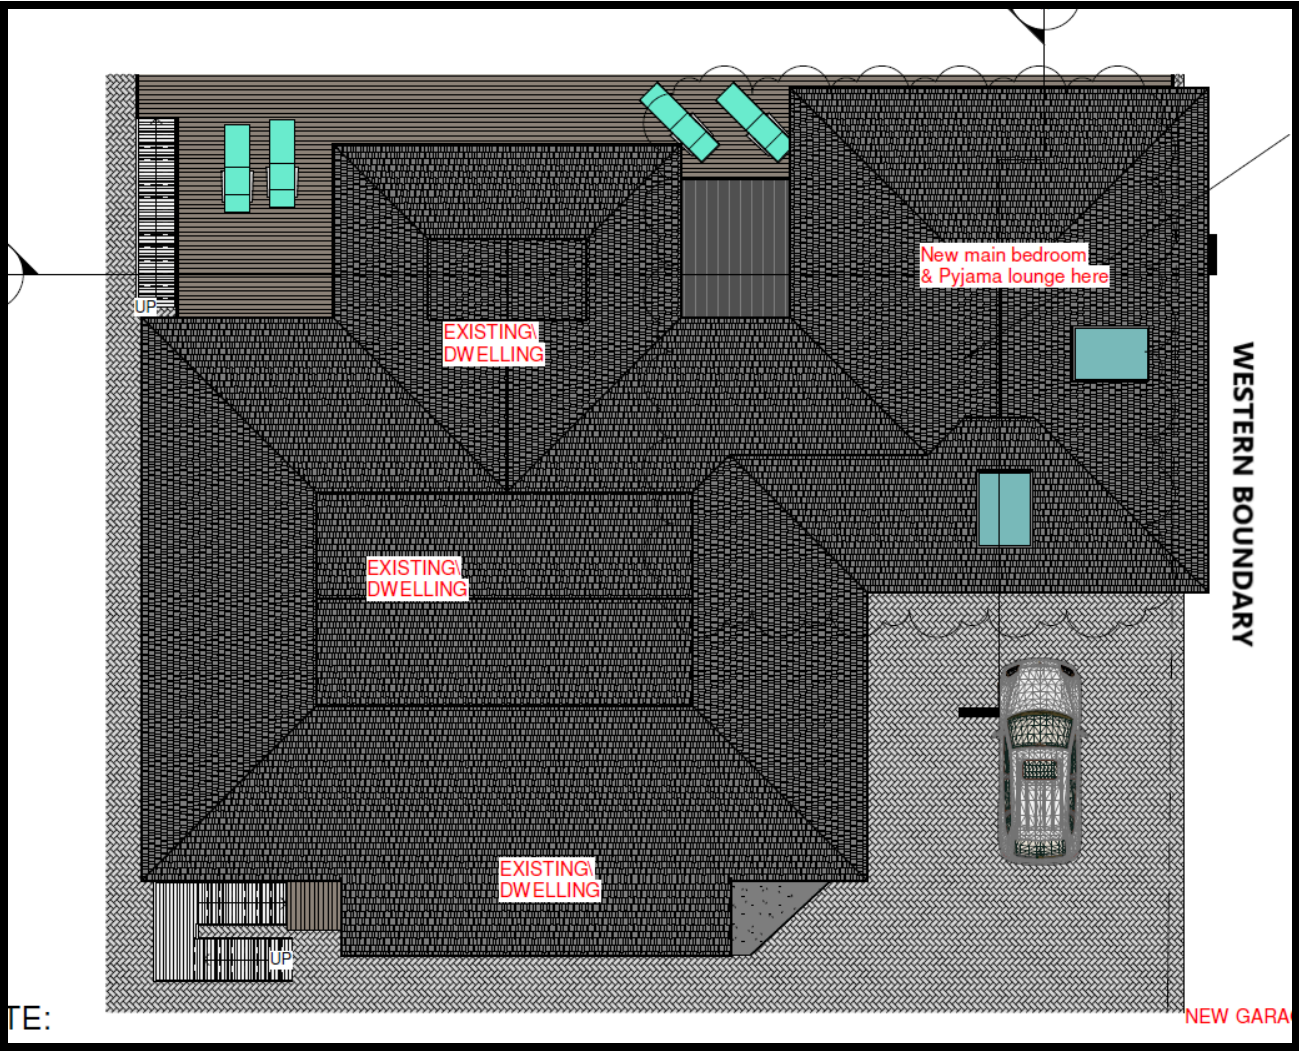 New main bedroom
& Pyjama lounge here
UP
EXISTING\
DWELLING
WESTERN BOUNDARY
EXISTING\
DWELLING
EXISTING\
DWELLING
UP
TE:
NEW GARA